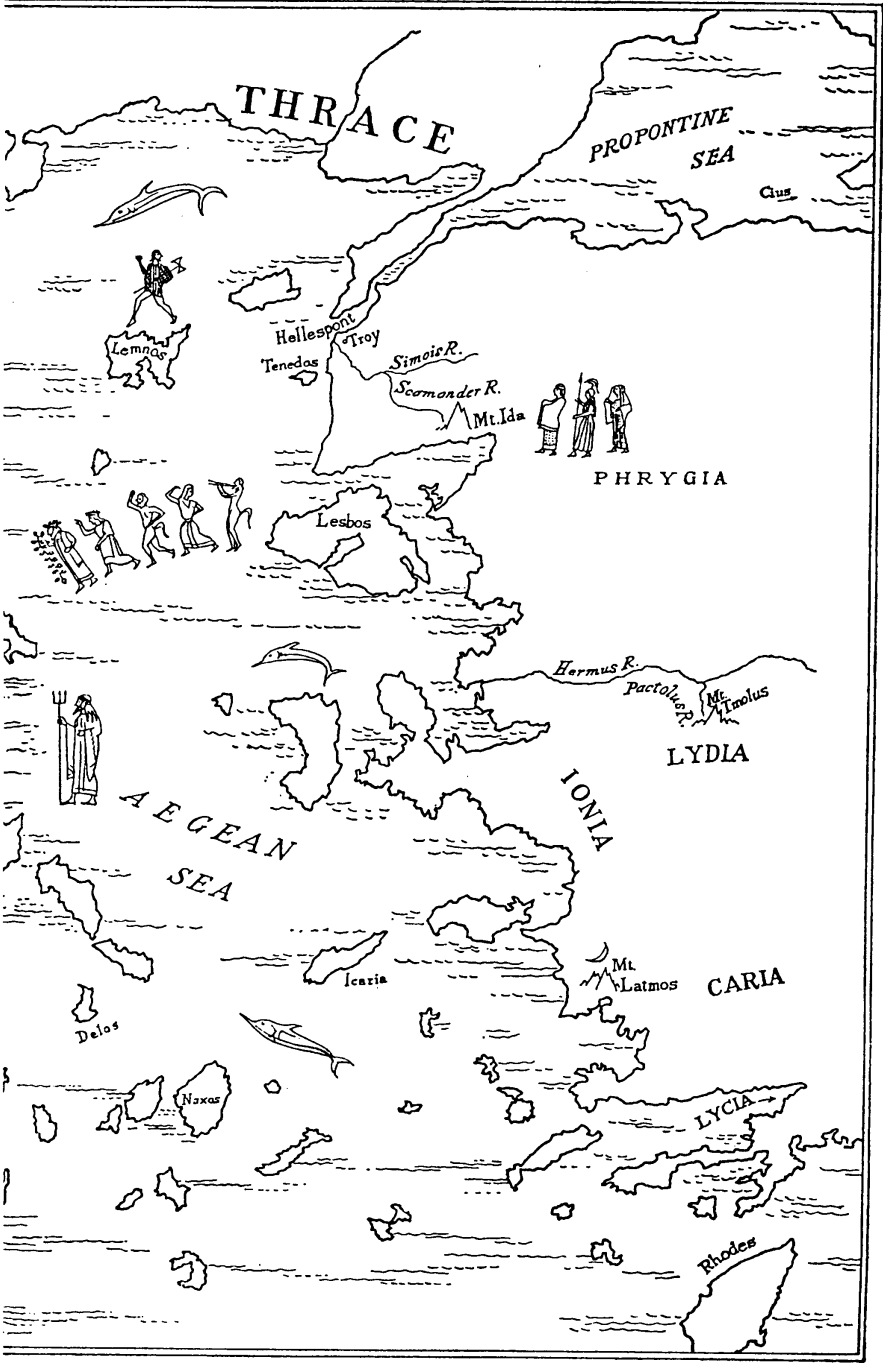 THRACE
PROPONTINE
SEA
Cius
Hellespont
Troy
Lemnos
Tenedos
Simois R.
Scamander R.
Mt. Ida
PHRYGIA
Lesbos
Hermus R.
Pactolus R.
Mt.
Tmolus
LYDIA
IONIA
AEGEAN
SEA
Icaria
Mt.
Latmos
CARIA
Delos
Naxos
LYCIA
Rhodes